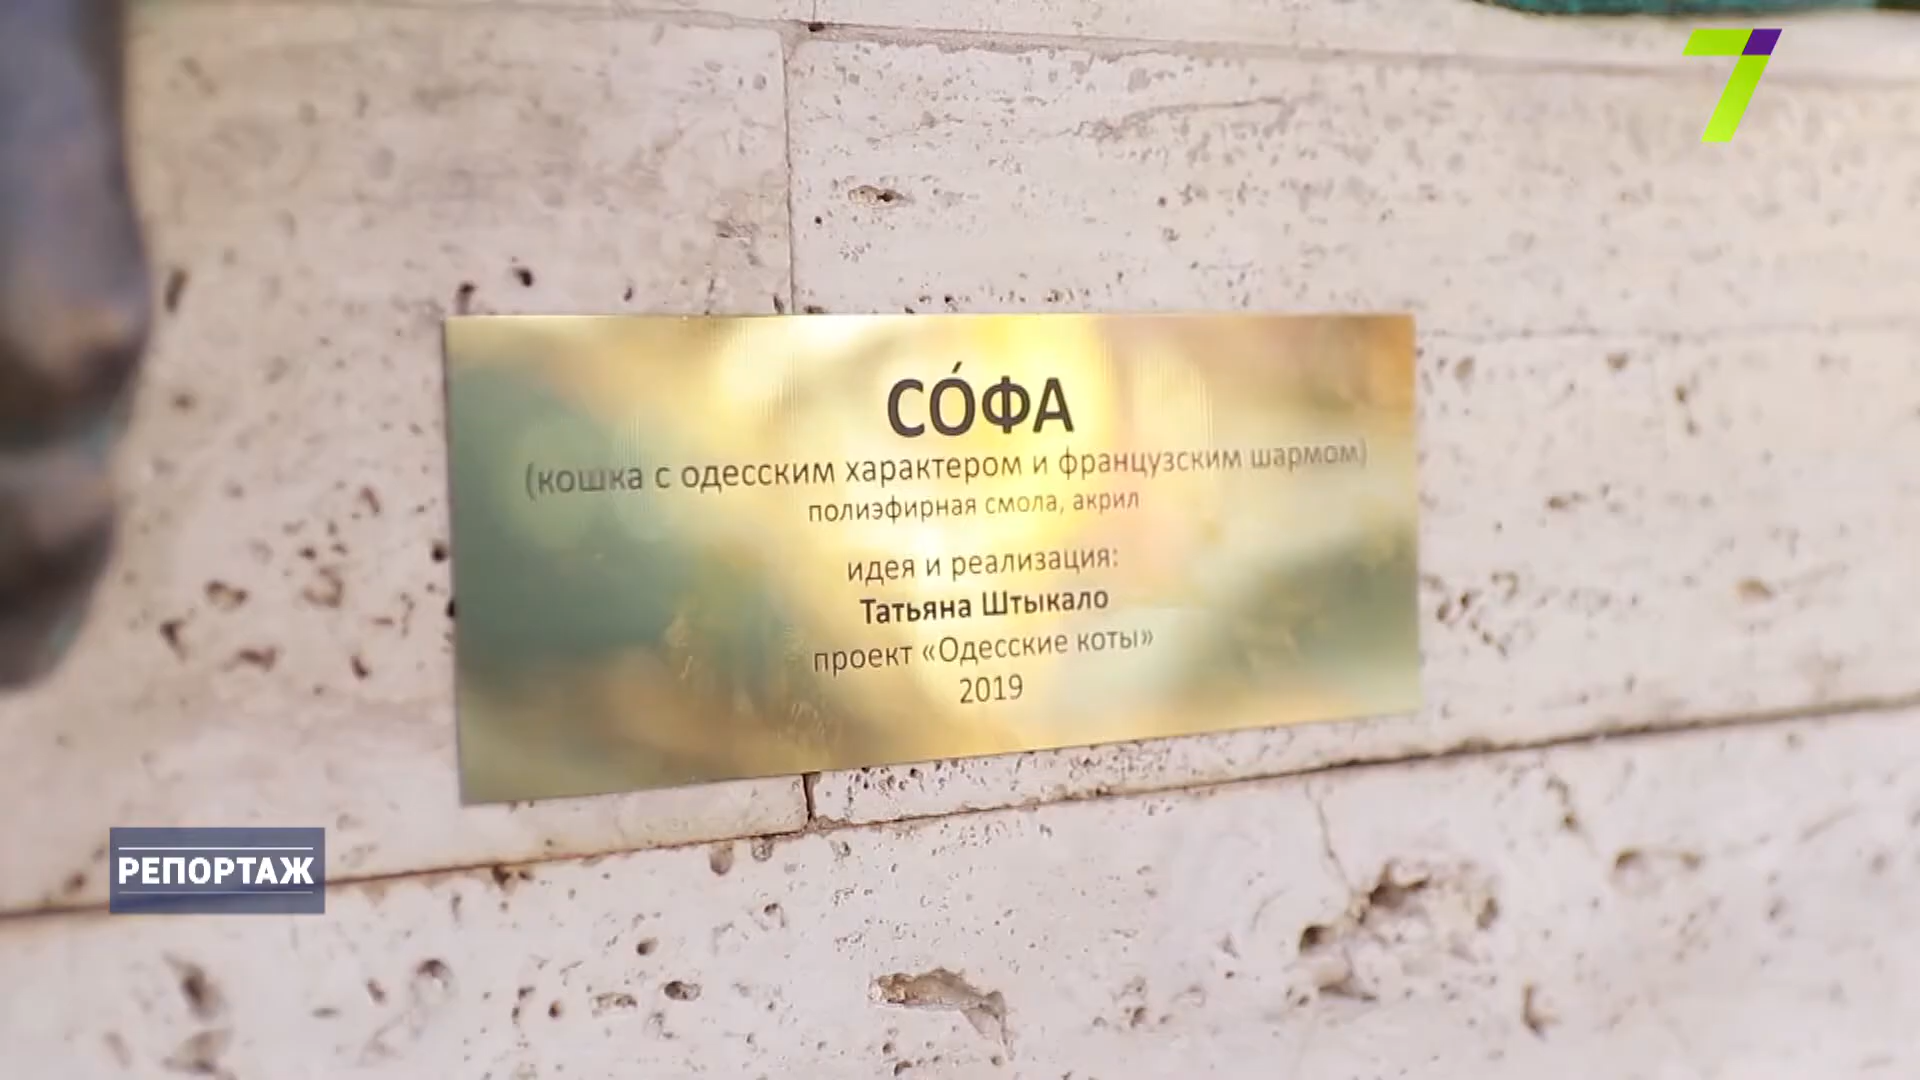 7
СО́ФА
(кошка с одесским характером и французским шармом)
полиэфирная смола, акрил
идея и реализация:
Татьяна Штыкало
проект «Одесские коты»
2019
РЕПОРТАЖ